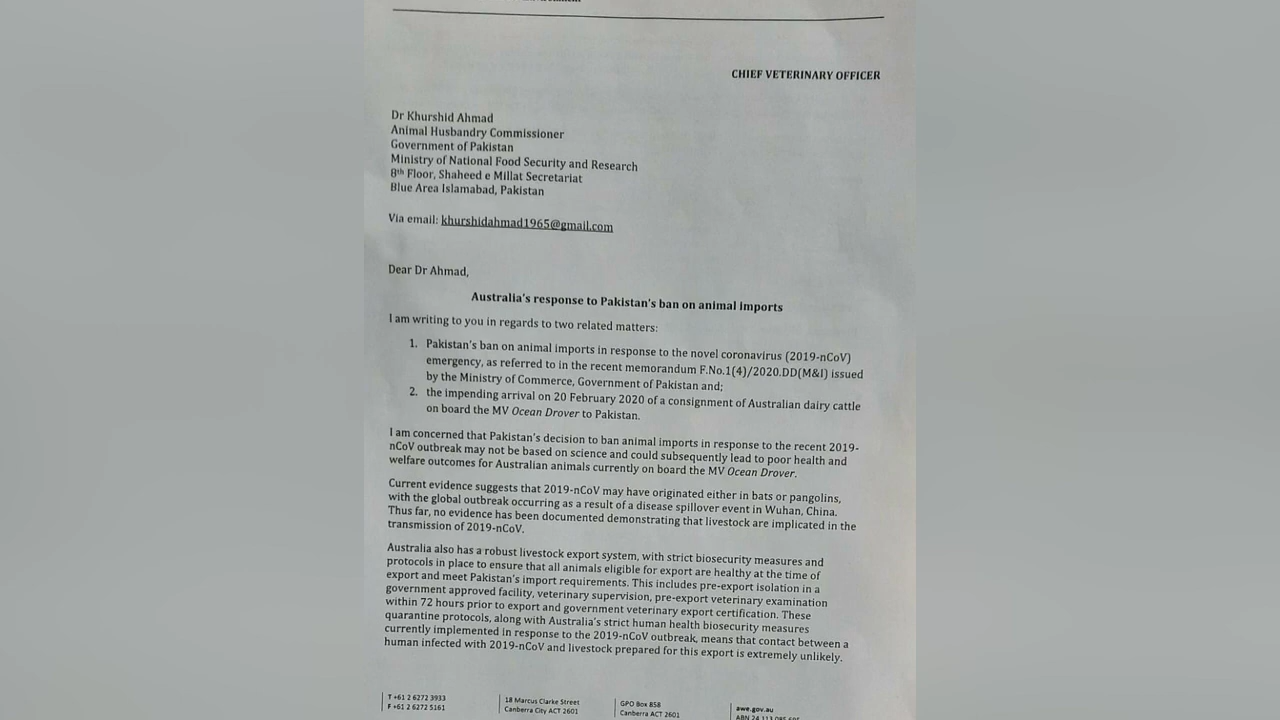 CHIEF VETERINARY OFFICER
Dr Khurshid Ahmad
Animal Husbandry Commissioner
Government of Pakistan
Ministry of National Food Security and Research
8th Floor, Shaheed e Millat Secretariat
Blue Area Islamabad, Pakistan
Via email: khurshidahmad1965@gmail.com
Dear Dr Ahmad,
Australia's response to Pakistan's ban on animal imports
I am writing to you in regards to two related matters:
1. Pakistan's ban on animal imports in response to the novel coronavirus (2019-nCoV)
emergency, as referred to in the recent memorandum F.No.1(4)/2020.DD(M&I) issued
by the Ministry of Commerce, Government of Pakistan and;
2. the impending arrival on 20 February 2020 of a consignment of Australian dairy cattle
on board the MV Ocean Drover to Pakistan.
I am concerned that Pakistan's decision to ban animal imports in response to the recent 2019-
nCoV outbreak may not be based on science and could subsequently lead to poor health and
welfare outcomes for Australian animals currently on board the MV Ocean Drover.
Current evidence suggests that 2019-nCoV may have originated either in bats or pangolins,
with the global outbreak occurring as a result of a disease spillover event in Wuhan, China.
Thus far, no evidence has been documented demonstrating that livestock are implicated in the
transmission of 2019-nCoV.
Australia also has a robust livestock export system, with strict biosecurity measures and
protocols in place to ensure that all animals eligible for export are healthy at the time of
export and meet Pakistan's import requirements. This includes pre-export isolation in a
government approved facility, veterinary supervision, pre-export veterinary examination
within 72 hours prior to export and government veterinary export certification. These
quarantine protocols, along with Australia's strict human health biosecurity measures
currently implemented in response to the 2019-nCoV outbreak, means that contact between a
human infected with 2019-nCoV and livestock prepared for this export is extremely unlikely.
T +61 2 6272 3933
F +61 2 6272 5161
18 Marcus Clarke Street
Canberra City ACT 2601
GPO Box 858
Canberra ACT 2601
awe.gov.au
ABN 24 113 085